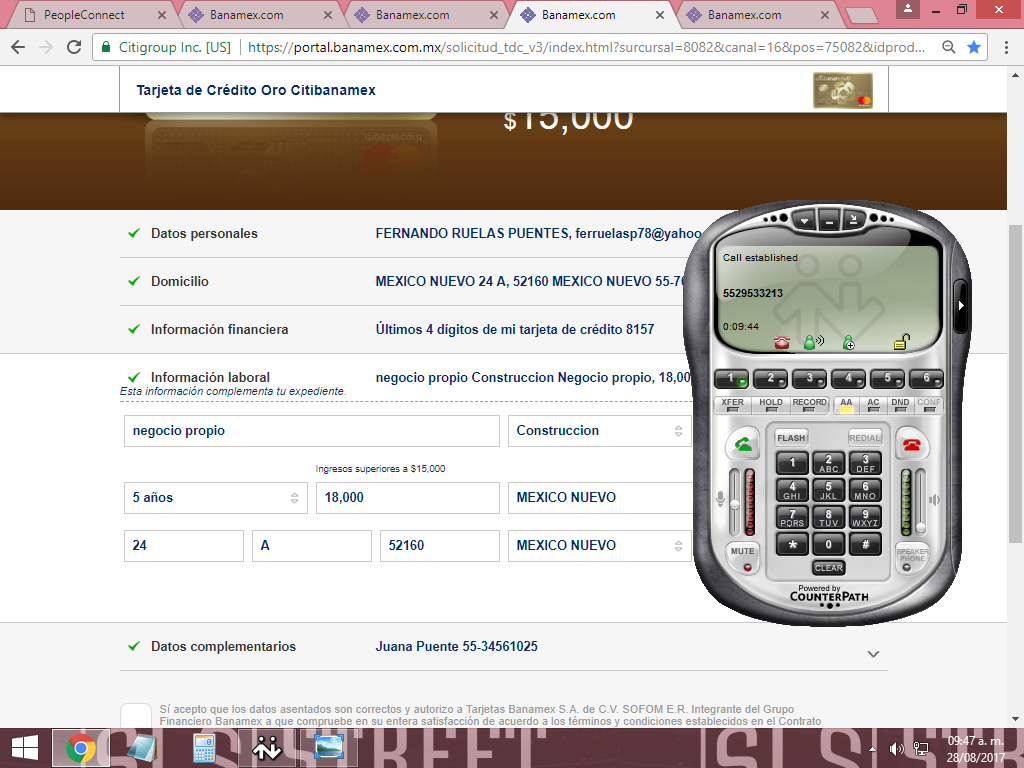 PeopleConnect
Banamex.com
Banamex.com
Banamex.com
Banamex.com
Citigroup Inc. [US]
https://portal.banamex.com.mx/solicitud_tdc_v3/index.html?sursursal=8082&canal=16&pos=75082&idprod...
Tarjeta de Crédito Oro Citibanamex
$15,000
Datos personales
FERNANDO RUELAS PUENTES, ferruelasp78@yahoo
Domicilio
MEXICO NUEVO 24 A, 52160 MEXICO NUEVO 55-70
Información financiera
Últimos 4 dígitos de mi tarjeta de crédito 8157
Información laboral
negocio propio Construccion Negocio propio, 18,00
Esta información complementa tu expediente.
negocio propio
Construccion
Ingresos superiores a $15,000
5 años
18,000
MEXICO NUEVO
24
A
52160
MEXICO NUEVO
Datos complementarios
Juana Puente 55-34561025
Sí acepto que los datos asentados son correctos y autorizo a Tarjetas Banamex S.A. de C.V. SOFOM E.R. Integrante del Grupo
Financiero Banamex a que compruebe en su entera satisfacción de acuerdo a los términos y condiciones establecidos en el Contrato
Call established
5529533213
0:09:44
1 2 3 4 5 6
XFER HOLD RECORD AA AC DND CONF
FLASH REDIAL
1 2 ABC 3 DEF
4 GHI 5 JKL 6 MNO
7 PQRS 8 TUV 9 WXYZ
* 0 #
MUTE
SPEAKER
PHONE
CLEAR
Powered by
COUNTERPATH
09:47 a. m.
28/08/2017